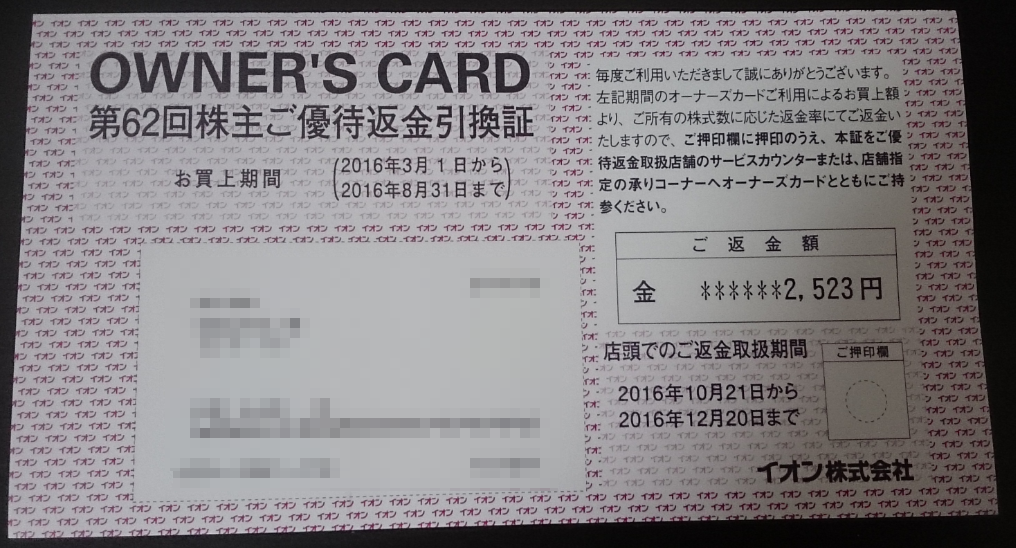 OWNER'S CARD
第62回株主ご優待返金引換証
お買上期間
(2016年3月1日から
2016年8月31日まで)
毎度ご利用いただきまして誠にありがとうございます。
左記期間のオーナーズカードご利用によるお買上額
より、ご所有の株式数に応じた返金率にてご返金い
たしますので、ご押印欄に押印のうえ、本証をご優
待返金取扱店舗のサービスカウンターまたは、店舗指
定の承りコーナーへオーナーズカードとともにご持
参ください。
ご返金額
金 ******2,523円
店頭でのご返金取扱期間
2016年10月21日から
2016年12月20日まで
ご押印欄
イオン株式会社